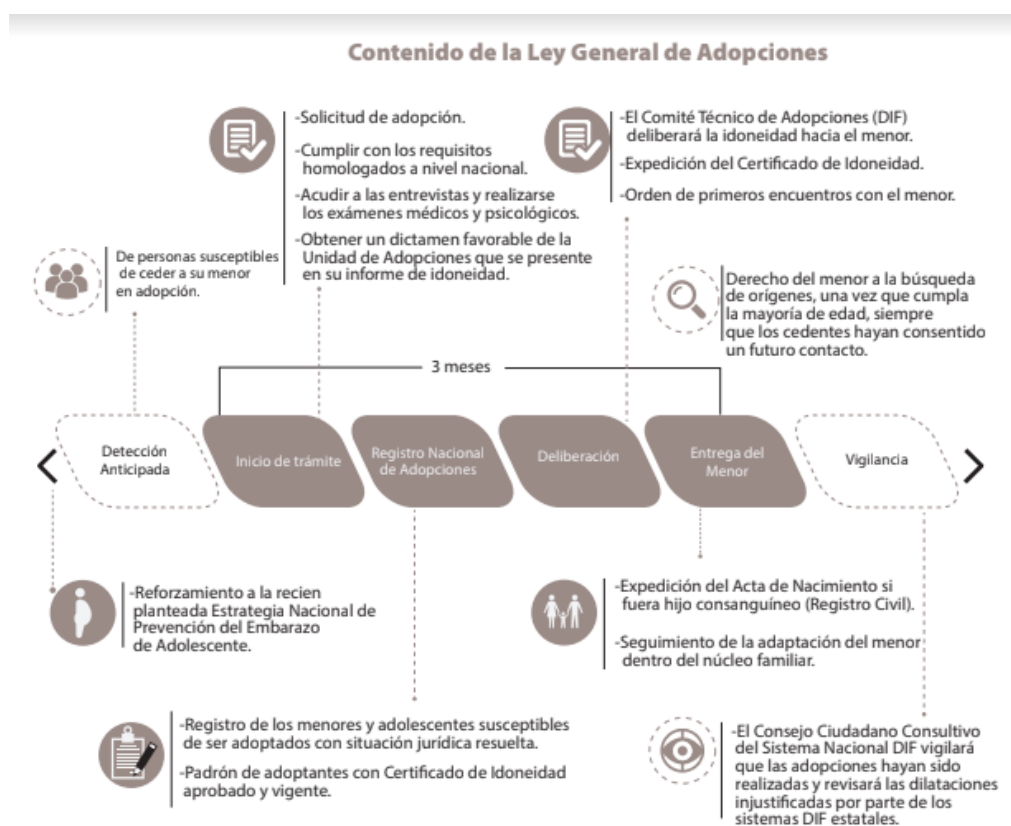 Contenido de la Ley General de Adopciones
-Solicitud de adopción.
-Cumplir con los requisitos
homologados a nivel nacional.
-Acudir a las entrevistas y realizarse
los exámenes médicos y psicológicos.
-Obtener un dictamen favorable de la
Unidad de Adopciones que se presente
en su informe de idoneidad.
-El Comité Técnico de Adopciones (DIF)
deliberará la idoneidad hacia el menor.
-Expedición del Certificado de Idoneidad.
-Orden de primeros encuentros con el menor.
De personas susceptibles
de ceder a su menor
en adopción.
Derecho del menor a la búsqueda
de orígenes, una vez que cumpla
la mayoría de edad, siempre
que los cedentes hayan consentido
un futuro contacto.
3 meses
Detección
Anticipada
Inicio de trámite
Registro Nacional
de Adopciones
Deliberación
Entrega del
Menor
Vigilancia
-Reforzamiento a la recien
planteada Estrategia Nacional de
Prevención del Embarazo
de Adolescente.
-Expedición del Acta de Nacimiento si
fuera hijo consanguíneo (Registro Civil).
-Seguimiento de la adaptación del menor
dentro del núcleo familiar.
-Registro de los menores y adolescentes susceptibles
de ser adoptados con situación jurídica resuelta.
-Padrón de adoptantes con Certificado de Idoneidad
aprobado y vigente.
-El Consejo Ciudadano Consultivo
del Sistema Nacional DIF vigilará
que las adopciones hayan sido
realizadas y revisará las dilataciones
injustificadas por parte de los
sistemas DIF estatales.